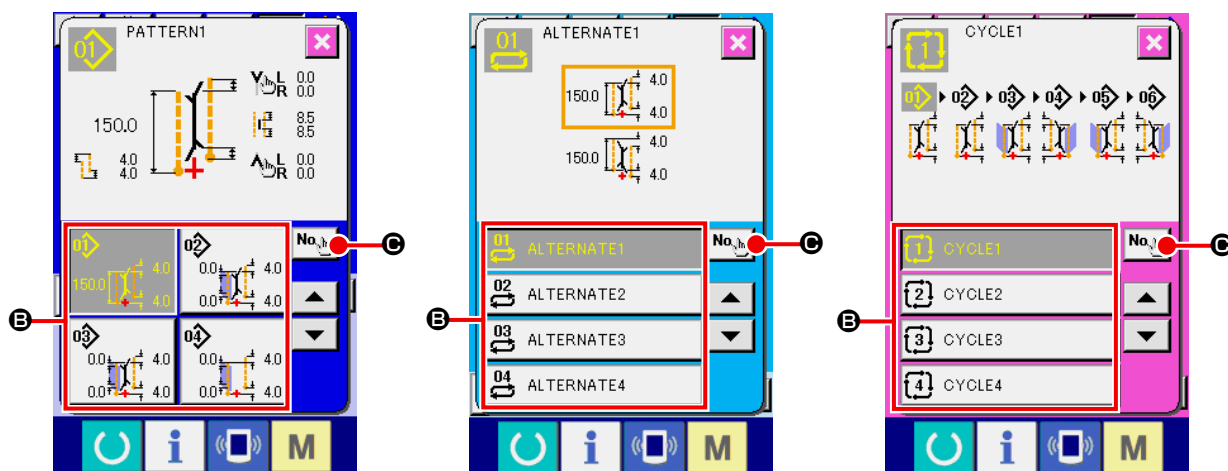 01 PATTERN1
L 0.0
R 0.0
150.0
8.5
8.5
4.0
4.0
L 0.0
R 0.0
01
150.0 4.0
4.0
02
0.0 4.0
0.0 4.0
No.
03
0.0 4.0
0.0 4.0
04
0.0 4.0
0.0 4.0
B
C
M
01 ALTERNATE1
150.0 4.0
4.0
150.0 4.0
4.0
01 ALTERNATE1
No.
02 ALTERNATE2
03 ALTERNATE3
04 ALTERNATE4
B
C
M
1 CYCLE1
01 02 03 04 05 06
1 CYCLE1
No.
2 CYCLE2
3 CYCLE3
4 CYCLE4
B
C
M